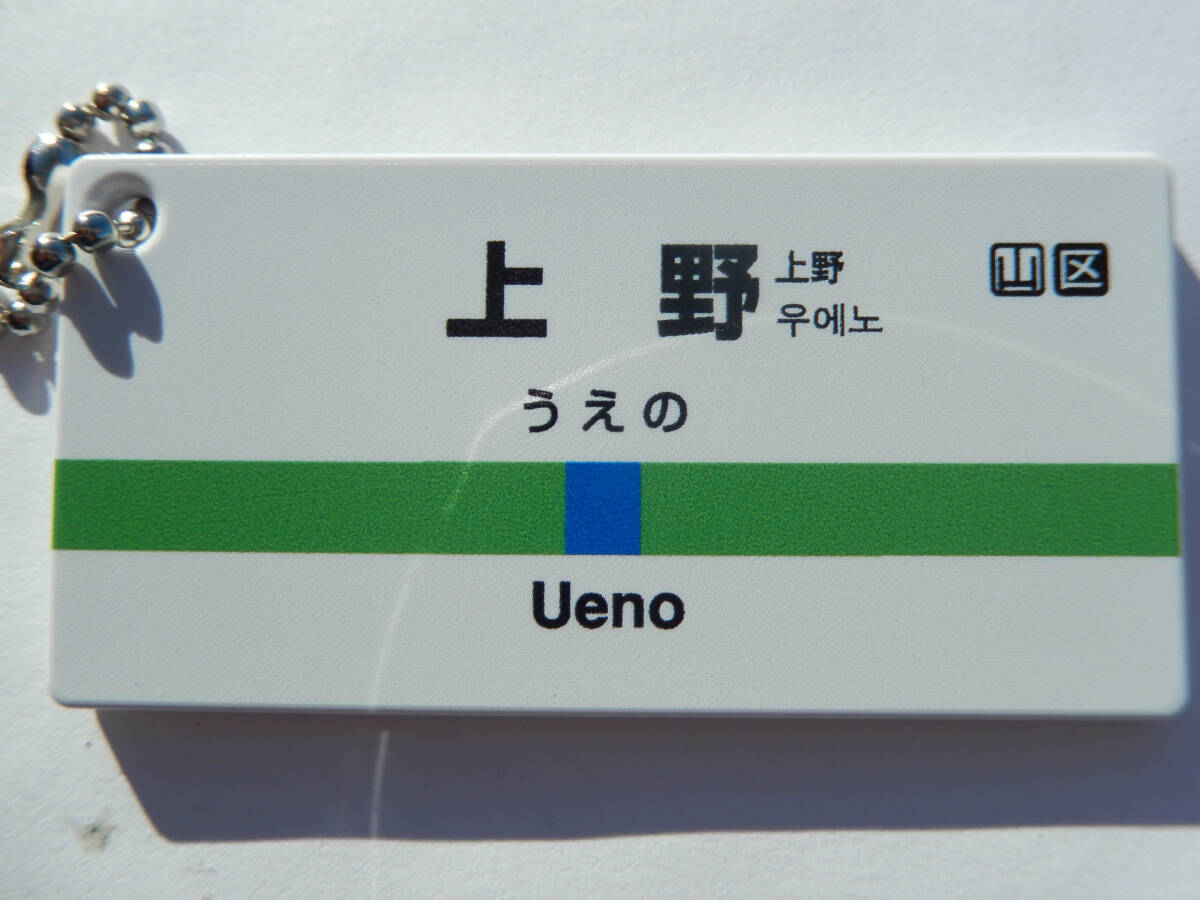 上野
上野
우에노
山 区
うえの
Ueno